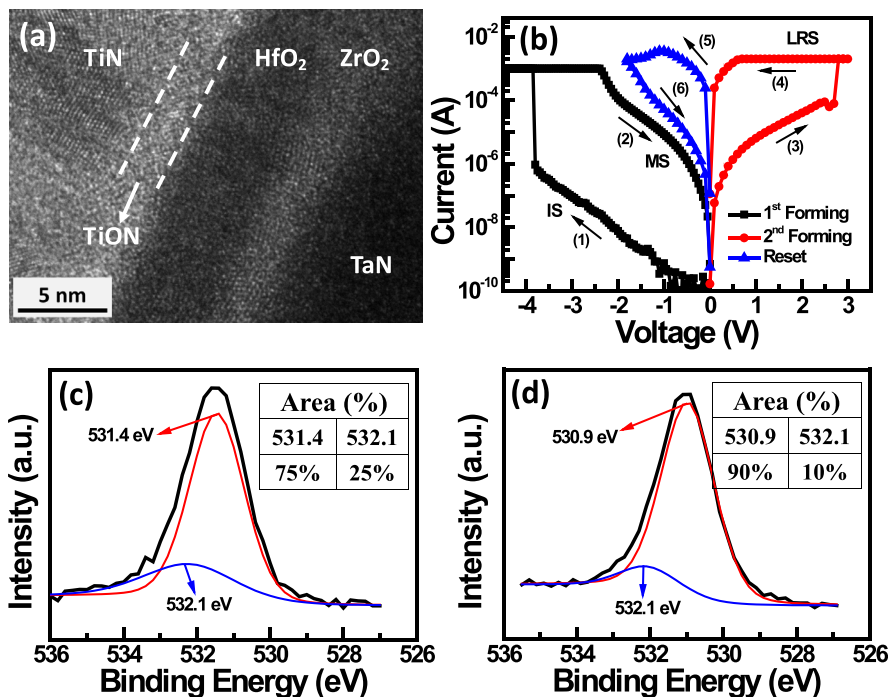 (a)
TiN
HfO₂
ZrO₂
TiON
TaN
5 nm
(b)
Current (A)
10⁻²
10⁻⁴
10⁻⁶
10⁻⁸
10⁻¹⁰
LRS
(5)
(4)
(6)
(2)
(3)
MS
IS
(1)
1st Forming
2nd Forming
Reset
-4 -3 -2 -1 0 1 2 3
Voltage (V)
(c)
Intensity (a.u.)
531.4 eV
Area (%)
531.4 532.1
75% 25%
532.1 eV
536 534 532 530 528 526
Binding Energy (eV)
(d)
Intensity (a.u.)
530.9 eV
Area (%)
530.9 532.1
90% 10%
532.1 eV
536 534 532 530 528 526
Binding Energy (eV)